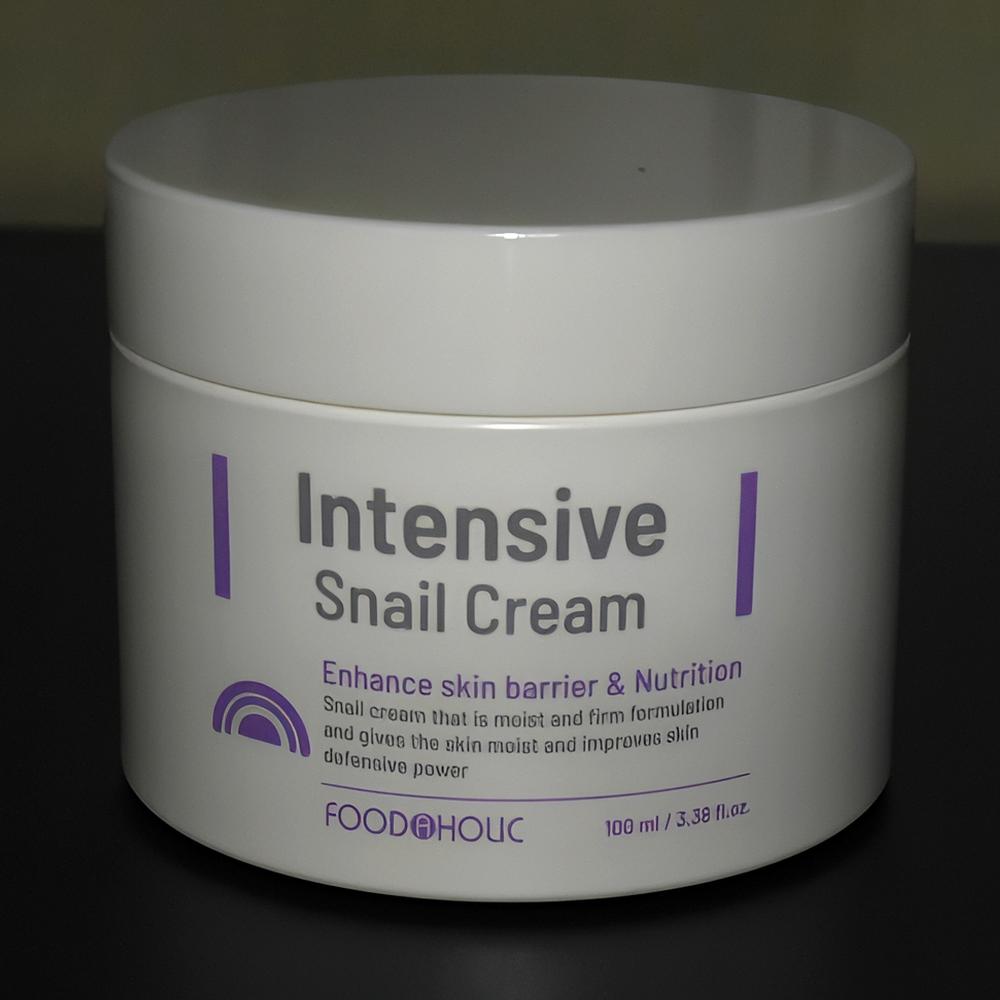 Intensive
Snail Cream
Enhance skin barrier & Nutrition
Snail cream that is moist and firm formulation
and gives the skin moist and improves skin
defensive power
FOODAHOLIC
100 ml / 3.38 fl.oz.